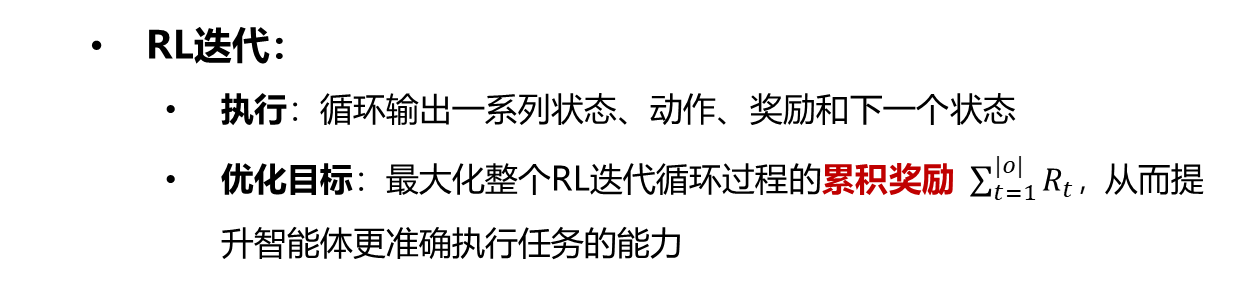 • RL迭代：
• 执行：循环输出一系列状态、动作、奖励和下一个状态
• 优化目标：最大化整个RL迭代循环过程的累积奖励 ∑_{t=1}^{|o|} R_t，从而提
升智能体更准确执行任务的能力